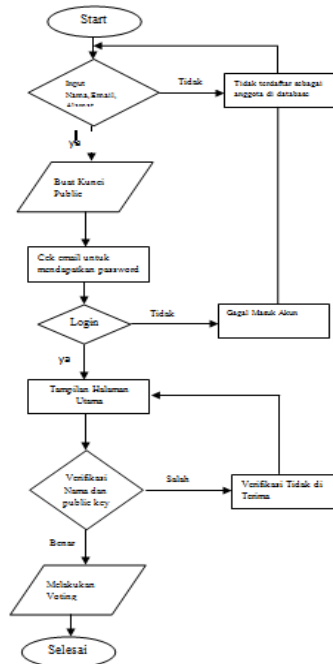 Start
Input
Nama, Email,
Alamat
Tidak
Tidak terdaftar sebagai
anggota di database
ya
Buat Kunci
Public
Cek email untuk
mendapatkan password
Login
Tidak
Gagal Masuk Akun
ya
Tampilan Halaman
Utama
Verifikasi
Nama dan
public key
Salah
Verifikasi Tidak di
Terima
Benar
Melakukan
Voting
Selesai